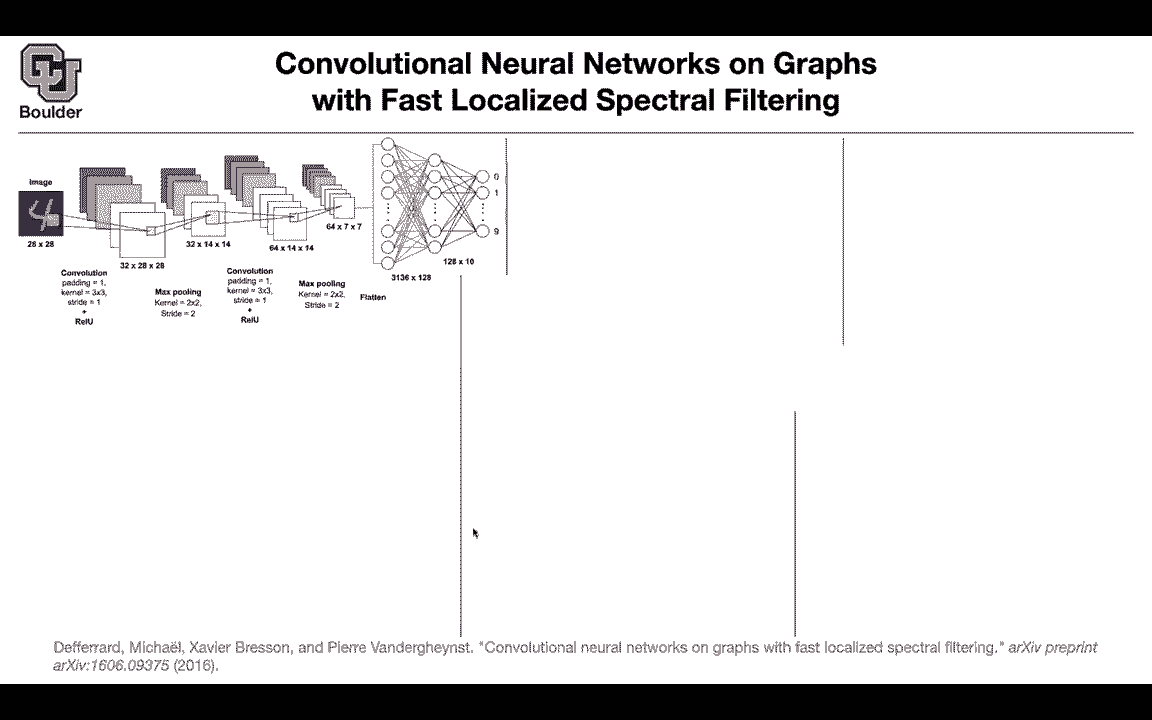 Boulder
Convolutional Neural Networks on Graphs
with Fast Localized Spectral Filtering
Image
28 x 28
32 x 28 x 28
32 x 14 x 14
64 x 14 x 14
64 x 7 x 7
3136 x 128
128 x 10
0
1
9
Convolution
padding = 1,
kernel = 3x3,
stride = 1
+
RelU
Max pooling
Kernel = 2x2,
Stride = 2
Convolution
padding = 1,
kernel = 3x3,
stride = 1
+
RelU
Max pooling
Kernel = 2x2,
Stride = 2
Flatten
Defferrard, Michaël, Xavier Bresson, and Pierre Vandergheynst. "Convolutional neural networks on graphs with fast localized spectral filtering." arXiv preprint
arXiv:1606.09375 (2016).